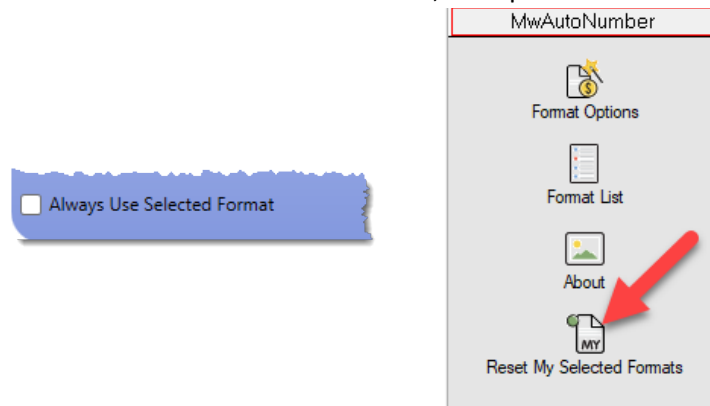 MwAutoNumber
Format Options
Format List
Always Use Selected Format
About
MY
Reset My Selected Formats